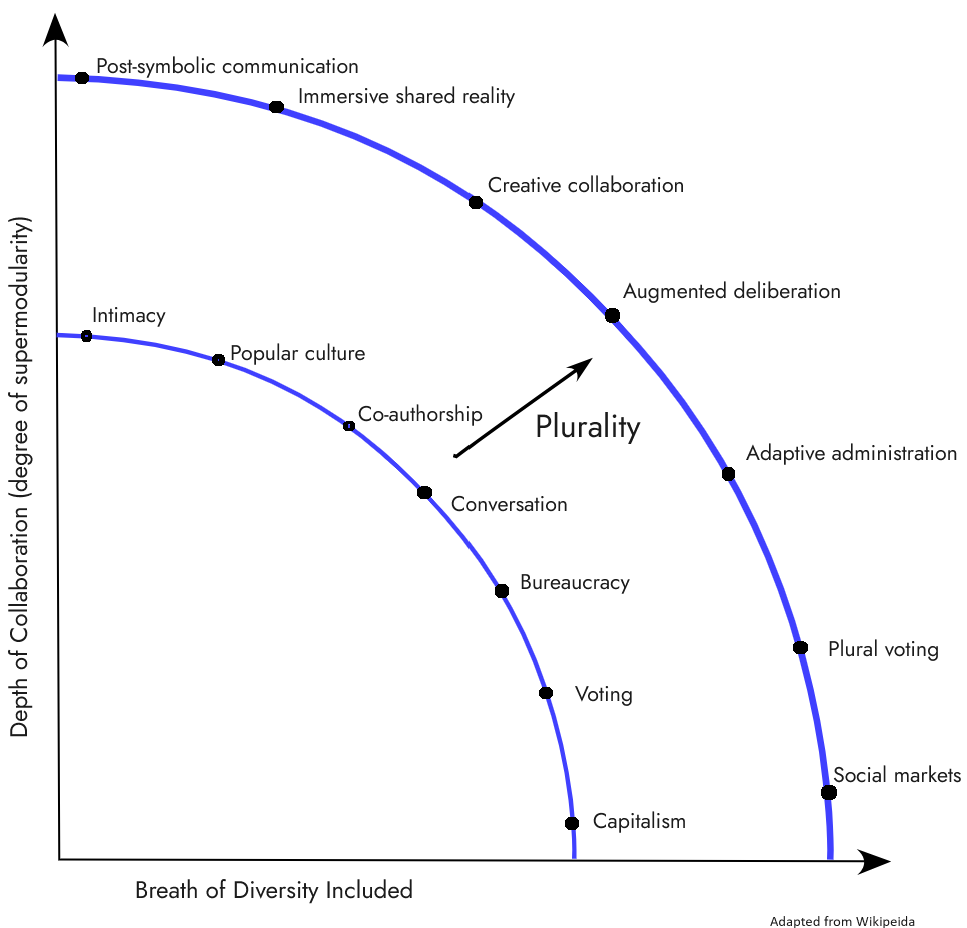 Post-symbolic communication
Immersive shared reality
Creative collaboration
Augmented deliberation
Intimacy
Popular culture
Co-authorship
Plurality
Adaptive administration
Conversation
Bureaucracy
Plural voting
Voting
Social markets
Capitalism
Depth of Collaboration (degree of supermodularity)
Breath of Diversity Included
Adapted from Wikipeida